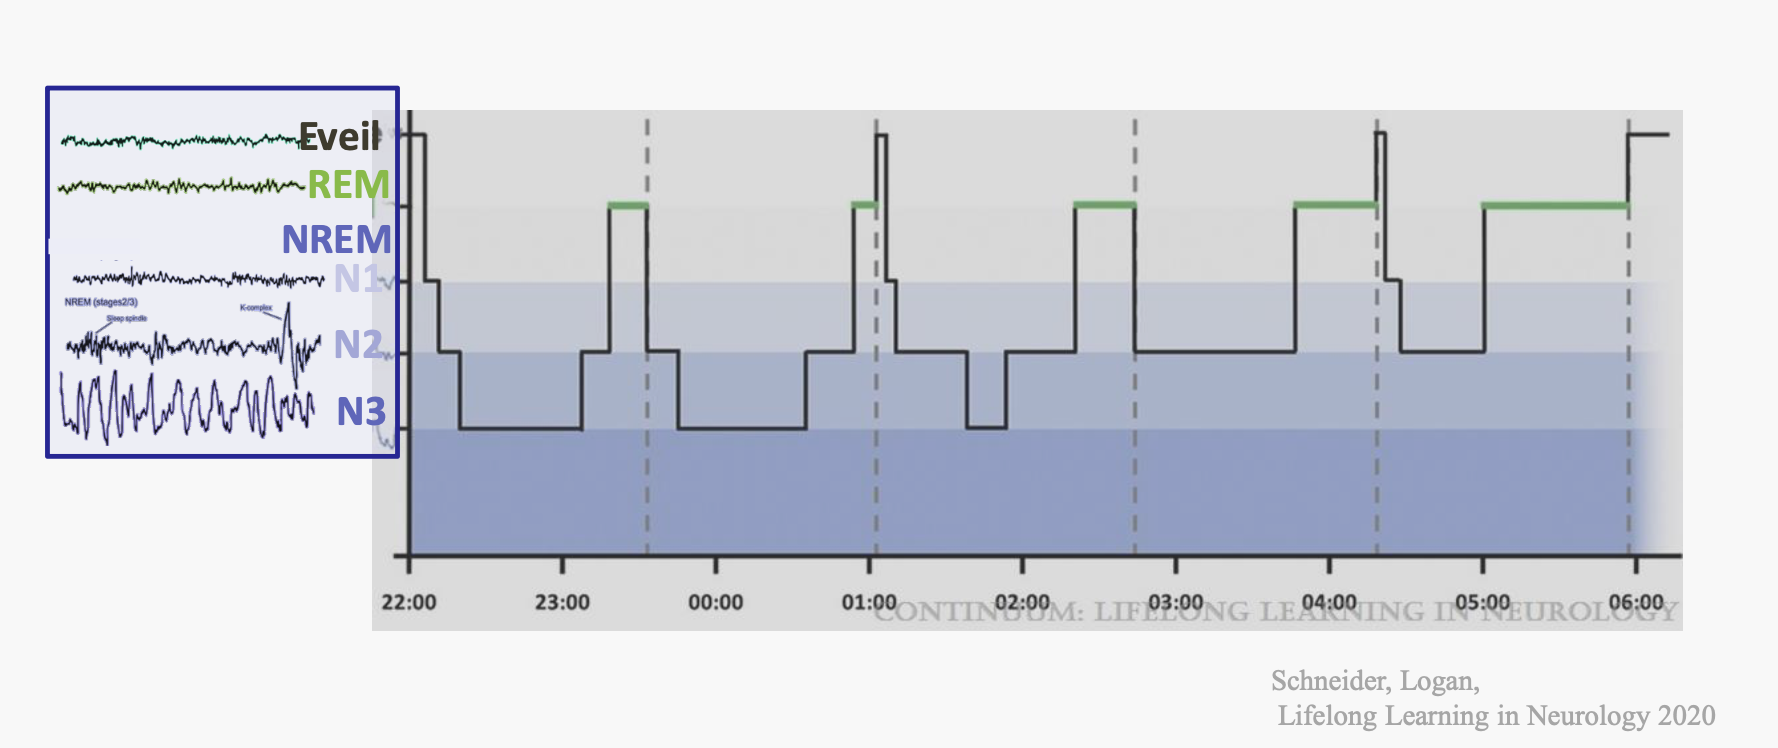 Eveil
REM
NREM
N1
NREM (stages2/3)
Sleep spindle
K-complex
N2
N3
22:00 23:00 00:00 01:00 02:00 03:00 04:00 05:00 06:00
CONTINUUM: LIFELONG LEARNING IN NEUROLOGY
Schneider, Logan,
Lifelong Learning in Neurology 2020